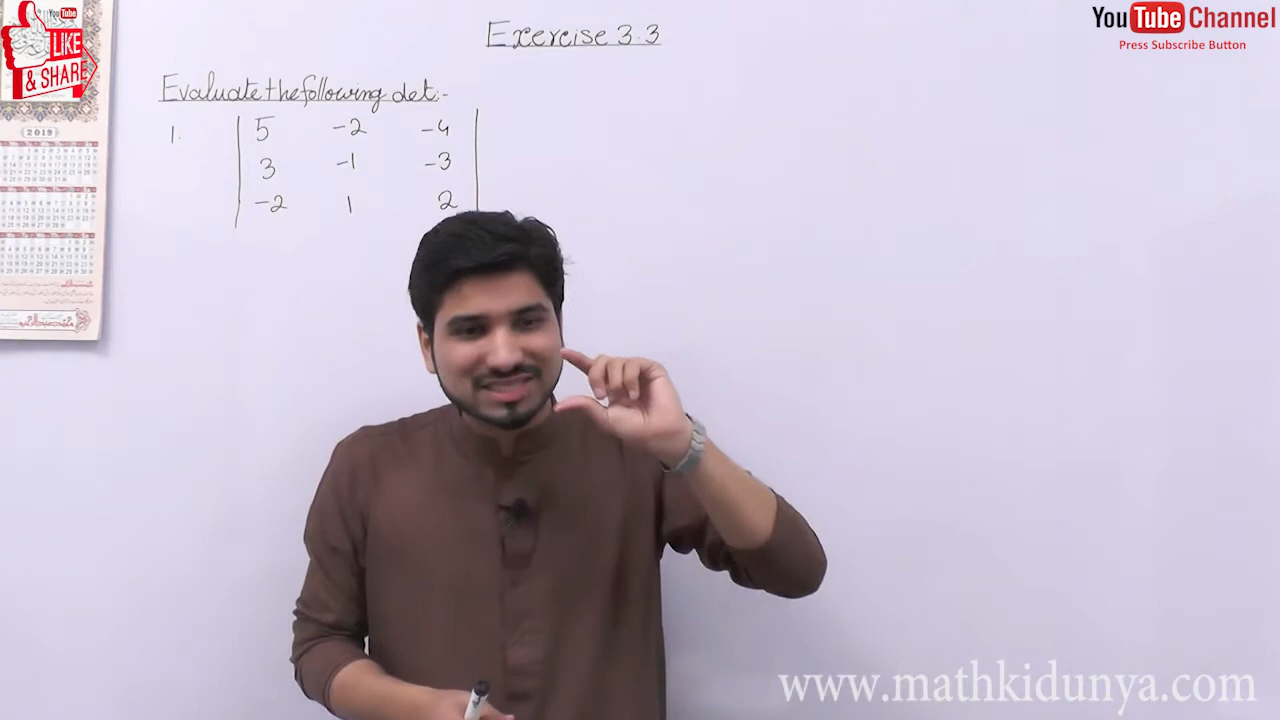 YouTube
LIKE
& SHARE
2019
Exercise 3.3
YouTube Channel
Press Subscribe Button
Evaluate the following det:-
1. 5 -2 -4
3 -1 -3
-2 1 2
www.mathkidunya.com